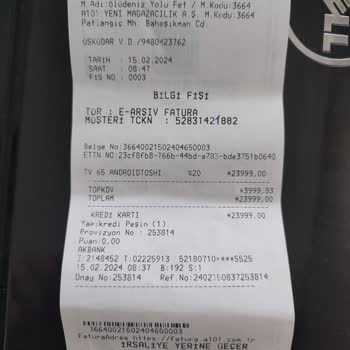 M.Adı:Ölüdeniz Yolu Fet / M.Kodu:3664
A101 YENİ MAĞAZACILIK A.Ş. M.Kodu:3664
Patlangıç Mh Bahaşıkman Cd.
ÜSKÜDAR V.D./9480423762
TARİH : 15.02.2024
SAAT : 08:47
FİŞ NO : 0003
BİLGİ FİŞİ
TÜR : E-ARŞİV FATURA
MÜŞTERİ TCKN : 52831421882
Belge No:36640021502404650003
ETTN NO:23cf8fb8-766b-44bd-a783-bde3751b0640
TV 65 ANDROIDTOSHI %20 *23999,00
TOPKDV *3999,83
TOPLAM *23999,00
KREDİ KARTI *23999,00
Yapıkredi Peşin (1)
Provizyon No : 253814
Puan:0,00
AKBANK
I:2148452 T:02225913 52180710****5525
15.02.2024 08:37 B:192 S:1
Onay No:253814 Ref.No:240215083725​3814
36640021502404650003
FaturaAdres:https://fatura.a101.com.tr
İRSALİYE YERİNE GEÇER